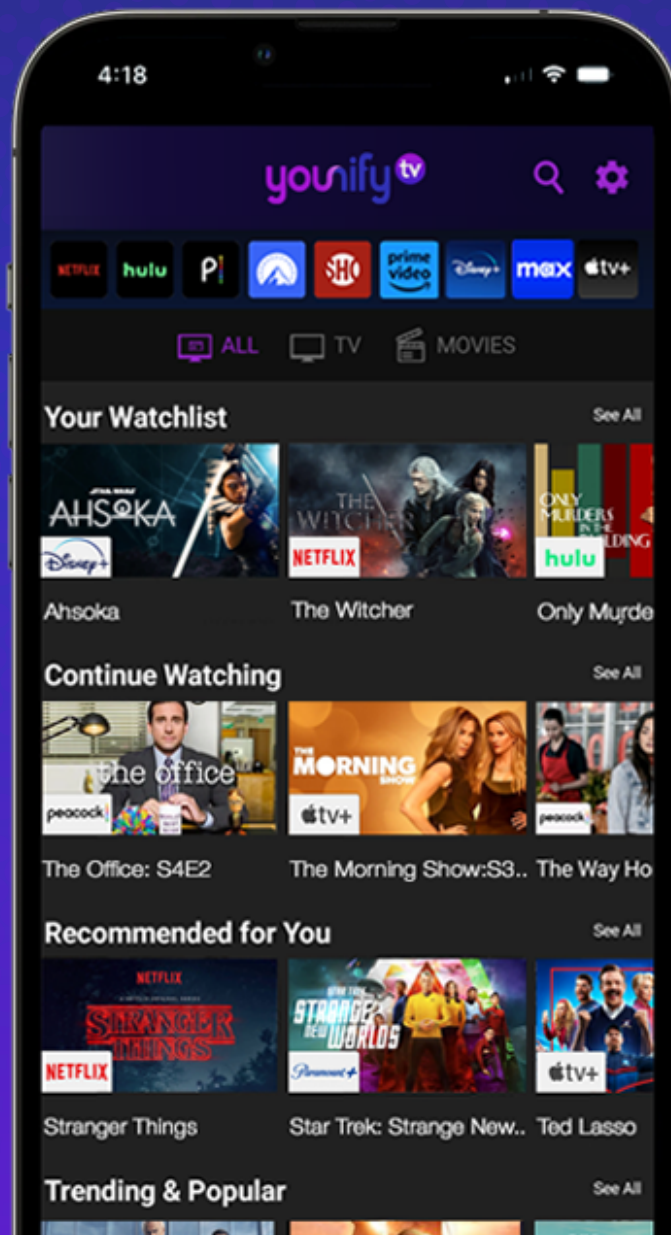 4:18
younify tv
NETFLIX hulu P! SHO prime video Disney+ max tv+
ALL TV MOVIES
Your Watchlist See All
STAR WARS
AHSOKA
Disney+
THE
WITCHER
NETFLIX
ONLY
MURDERS
IN THE
BUILDING
hulu
Ahsoka The Witcher Only Murde
Continue Watching See All
the office
peacock
THE
MORNING
SHOW
tv+
peacock
The Office: S4E2 The Morning Show:S3.. The Way Ho
Recommended for You See All
NETFLIX
STRANGER
THINGS
NETFLIX
STAR TREK
STRANGE
NEW WORLDS
Paramount+
tv+
Stranger Things Star Trek: Strange New.. Ted Lasso
Trending & Popular See All